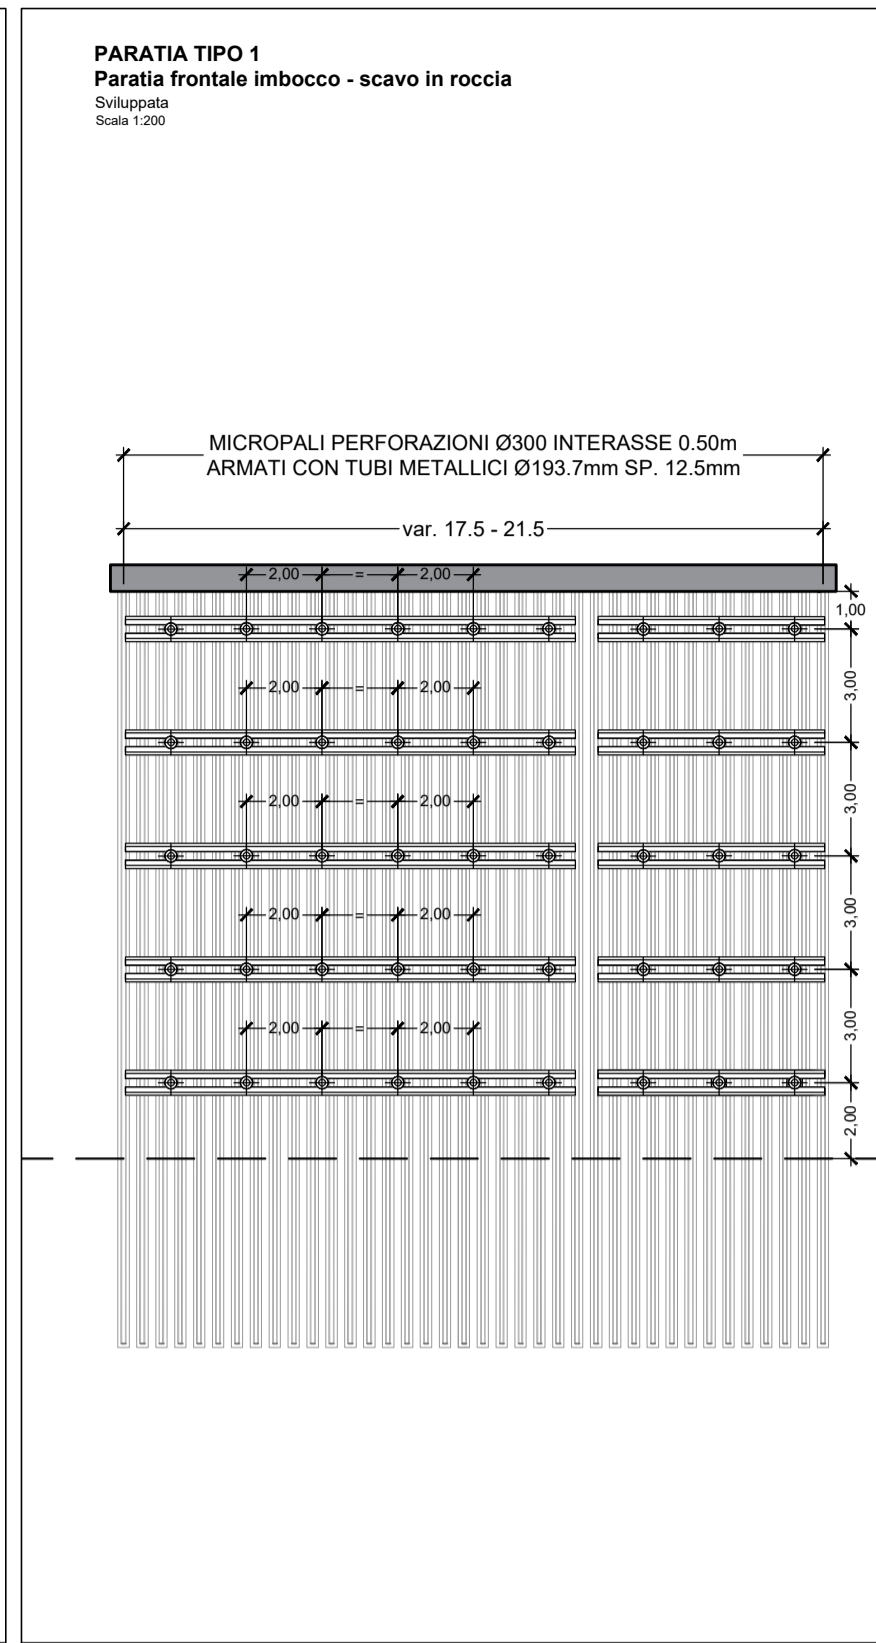 PARATIA TIPO 1
Paratia frontale imbocco - scavo in roccia
Sviluppata
Scala 1:200
MICROPALI PERFORAZIONI Ø300 INTERASSE 0.50m
ARMATI CON TUBI METALLICI Ø193.7mm SP. 12.5mm
var. 17.5 - 21.5
2,00 = 2,00
1,00
3,00
2,00 = 2,00
3,00
2,00 = 2,00
3,00
2,00 = 2,00
3,00
2,00 = 2,00
2,00